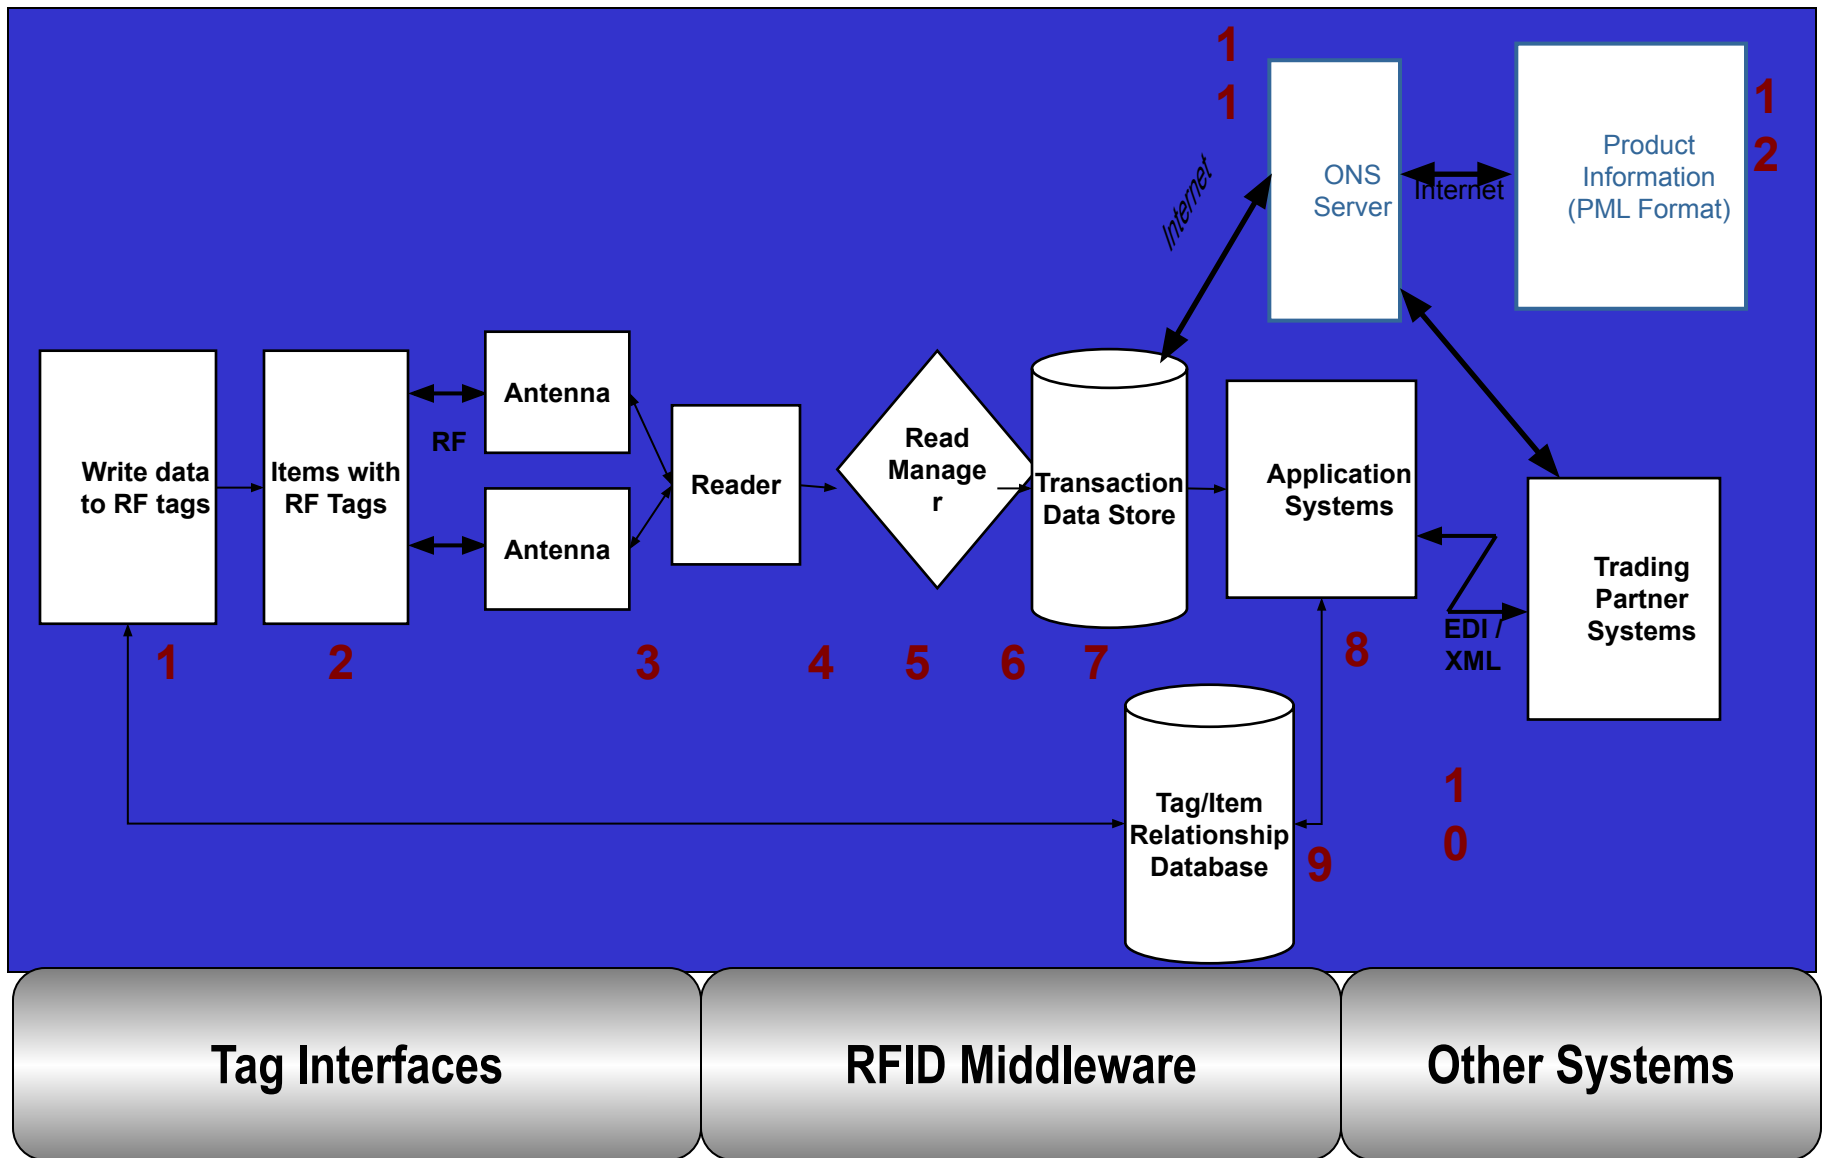 1
1
1
2
Internet
ONS
Server
Internet
Product
Information
(PML Format)
Write data
to RF tags
Items with
RF Tags
RF
Antenna
Antenna
Reader
Read
Manage
r
Transaction
Data Store
Application
Systems
EDI /
XML
Trading
Partner
Systems
1
2
3
4
5
6
7
8
Tag/Item
Relationship
Database
9
1
0
Tag Interfaces
RFID Middleware
Other Systems